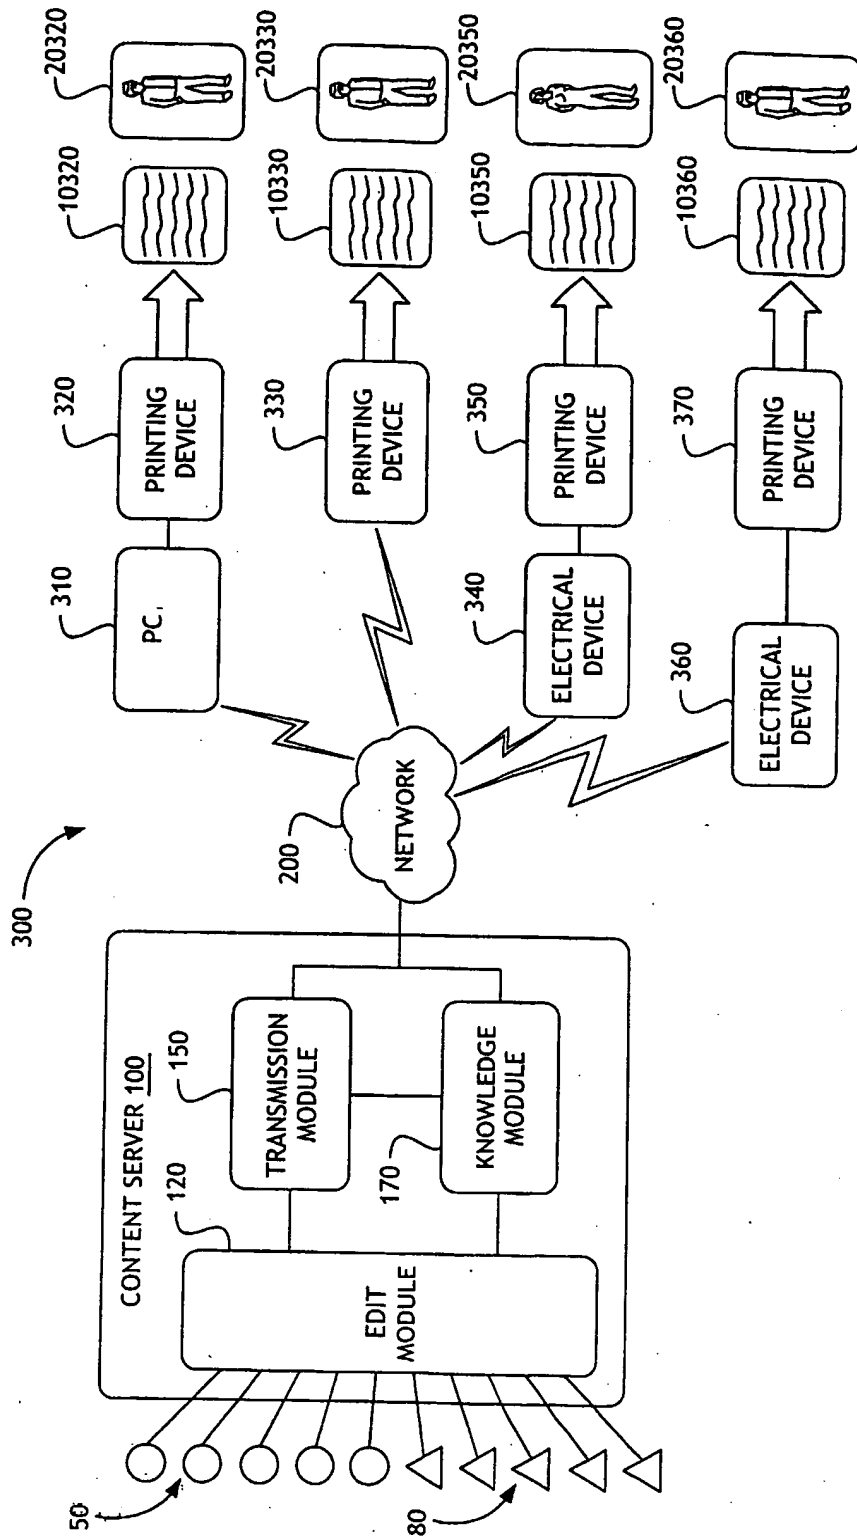 300
50
80
CONTENT SERVER 100
120
EDIT
MODULE
150
TRANSMISSION
MODULE
170
KNOWLEDGE
MODULE
200
NETWORK
310
PC
320
PRINTING
DEVICE
10320
20320
330
PRINTING
DEVICE
10330
20330
340
ELECTRICAL
DEVICE
350
PRINTING
DEVICE
10350
20350
360
ELECTRICAL
DEVICE
370
PRINTING
DEVICE
10360
20360